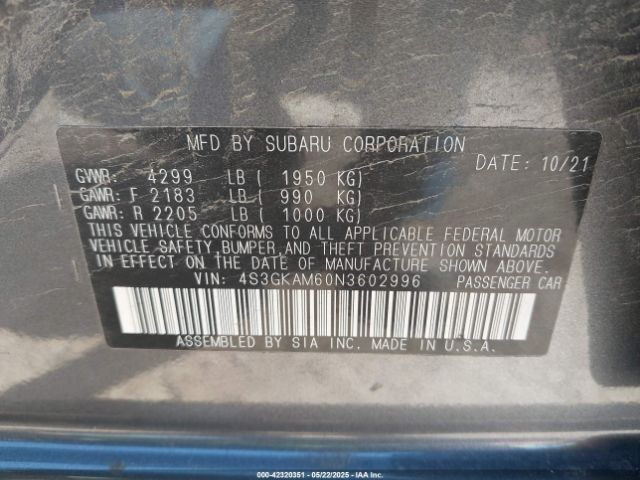 MFD BY SUBARU CORPORATION
DATE: 10/21
GVWR: 4299 LB ( 1950 KG)
GAWR: F 2183 LB ( 990 KG)
GAWR: R 2205 LB ( 1000 KG)
THIS VEHICLE CONFORMS TO ALL APPLICABLE FEDERAL MOTOR
VEHICLE SAFETY, BUMPER, AND THEFT PREVENTION STANDARDS
IN EFFECT ON THE DATE OF MANUFACTURE SHOWN ABOVE.
VIN: 4S3GKAM60N3602996 PASSENGER CAR
ASSEMBLED BY SIA INC. MADE IN U.S.A.
000-42320351 | 05/22/2025 | IAAI.COM